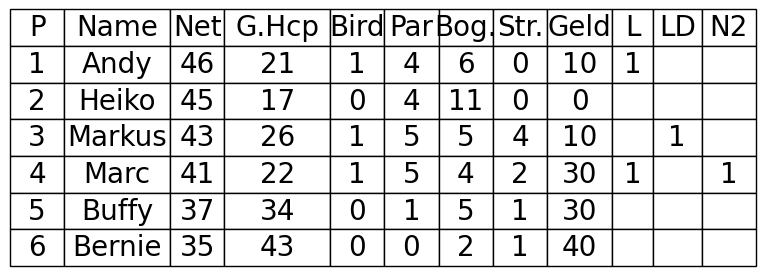 P Name Net G.Hcp Bird Par Bog. Str. Geld L LD N2
1 Andy 46 21 1 4 6 0 10 1
2 Heiko 45 17 0 4 11 0 0
3 Markus 43 26 1 5 5 4 10 1
4 Marc 41 22 1 5 4 2 30 1 1
5 Buffy 37 34 0 1 5 1 30
6 Bernie 35 43 0 0 2 1 40